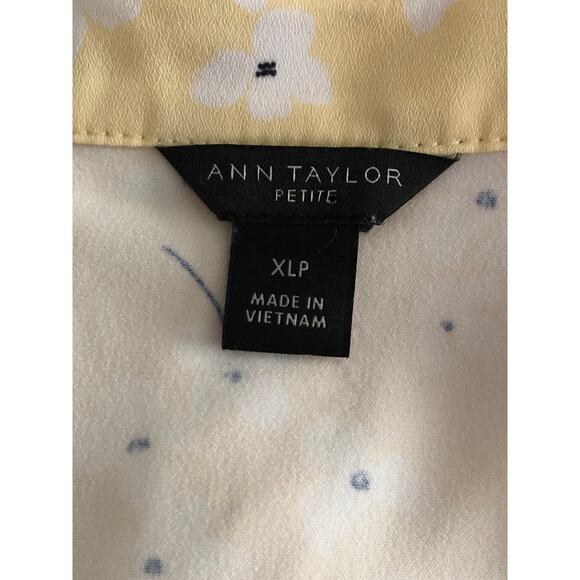 ANN TAYLOR
PETITE
XLP
MADE IN
VIETNAM